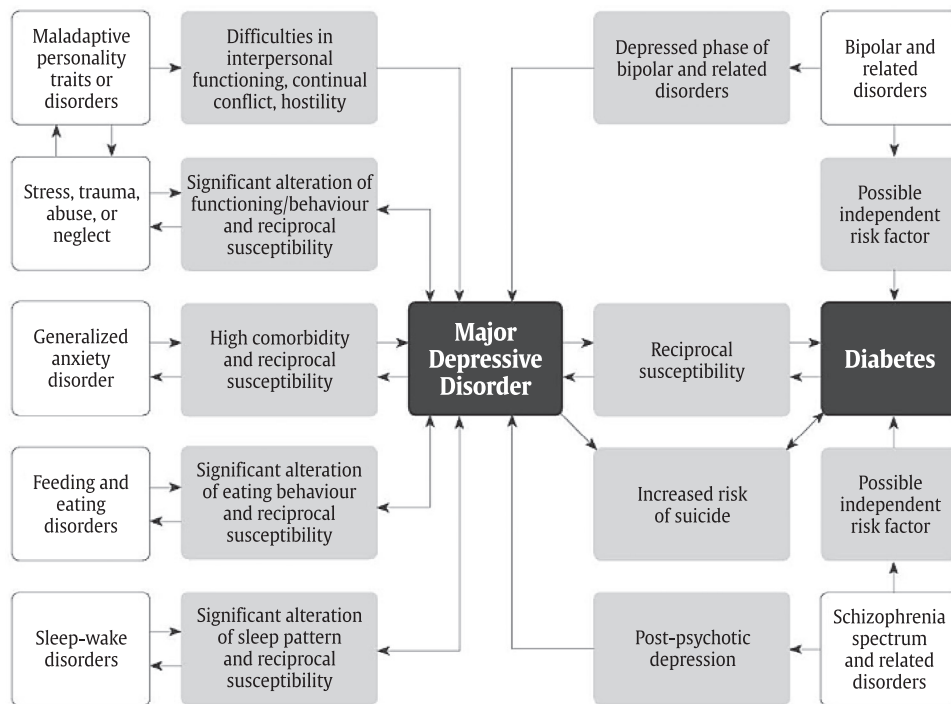 Maladaptive
personality
traits or
disorders
Difficulties in
interpersonal
functioning, continual
conflict, hostility
Depressed phase of
bipolar and related
disorders
Bipolar and
related
disorders
Stress, trauma,
abuse, or
neglect
Significant alteration of
functioning/behaviour
and reciprocal
susceptibility
Possible
independent
risk factor
Generalized
anxiety
disorder
High comorbidity
and reciprocal
susceptibility
Major
Depressive
Disorder
Reciprocal
susceptibility
Diabetes
Feeding and
eating
disorders
Significant alteration
of eating behaviour
and reciprocal
susceptibility
Increased risk
of suicide
Possible
independent
risk factor
Sleep-wake
disorders
Significant alteration
of sleep pattern
and reciprocal
susceptibility
Post-psychotic
depression
Schizophrenia
spectrum
and related
disorders